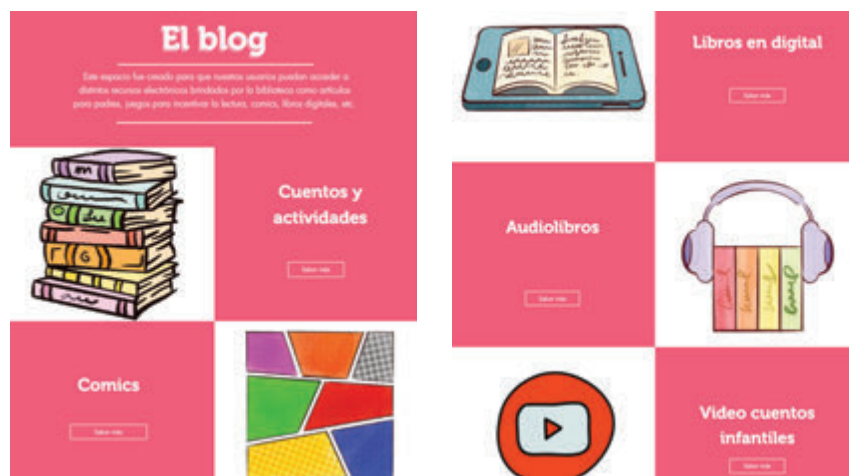 El blog
Este espacio fue creado para que nuestros usuarios puedan acceder a
distintos recursos electrónicos brindados por la biblioteca como artículos
para padres, juegos para incentivar la lectura, comics, libros digitales, etc.
Cuentos y
actividades
Saber más
Comics
Saber más
Libros en digital
Saber más
Audiolibros
Saber más
Video cuentos
infantiles
Saber más